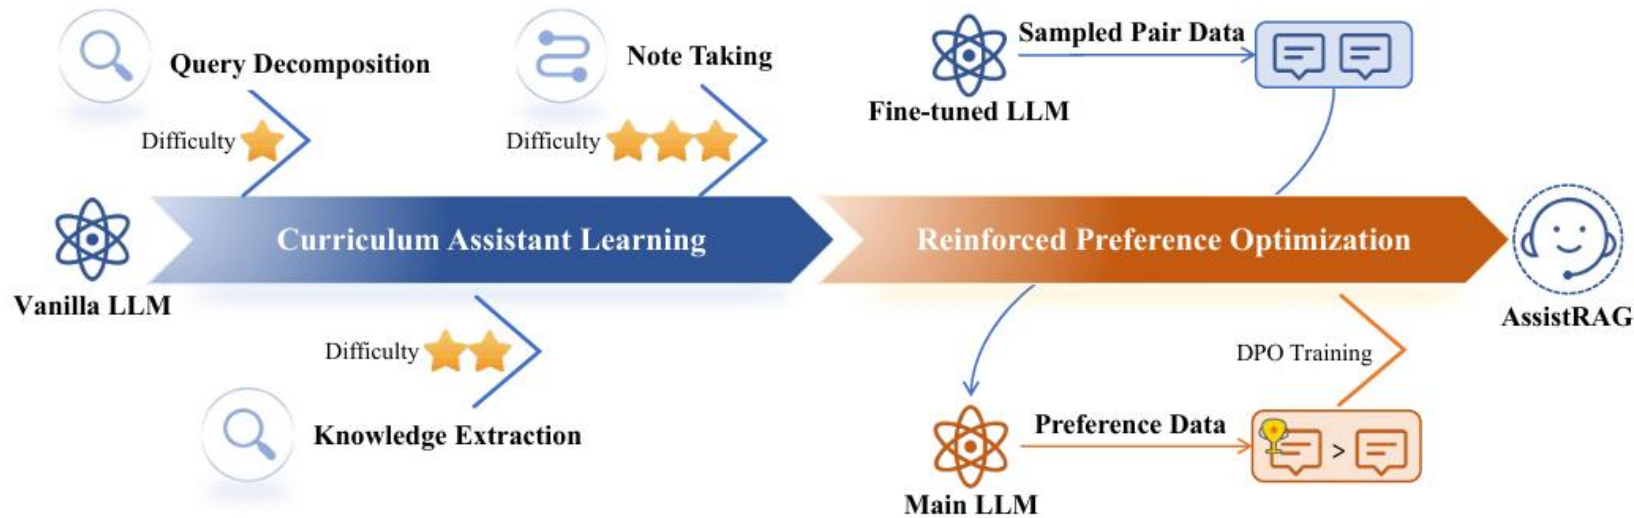 Query Decomposition
Difficulty
Note Taking
Difficulty
Sampled Pair Data
Fine-tuned LLM
Vanilla LLM
Curriculum Assistant Learning
Reinforced Preference Optimization
AssistRAG
Difficulty
Knowledge Extraction
DPO Training
Preference Data
>
Main LLM